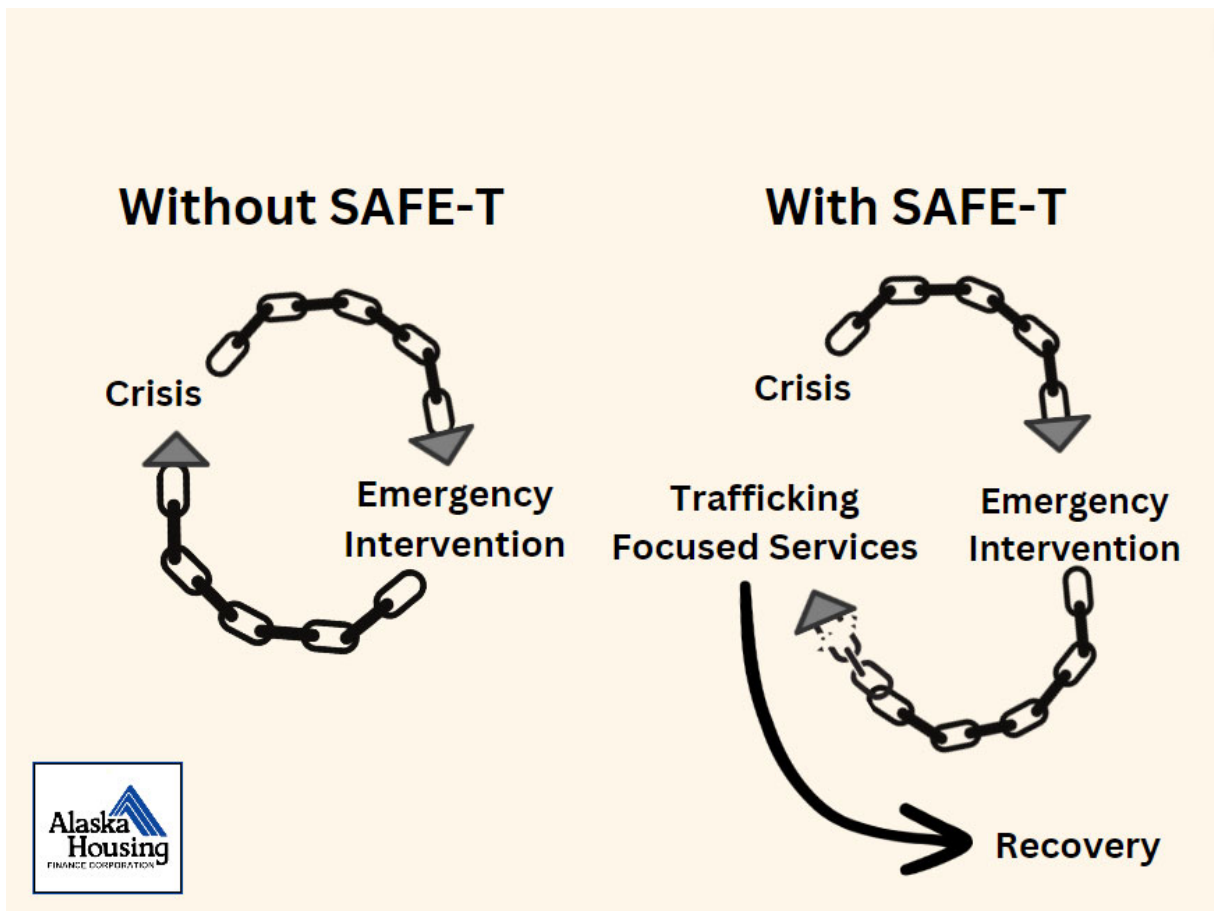 Without SAFE-T
Crisis
Emergency
Intervention
With SAFE-T
Crisis
Trafficking
Focused Services
Emergency
Intervention
Recovery
Alaska
Housing
FINANCE CORPORATION